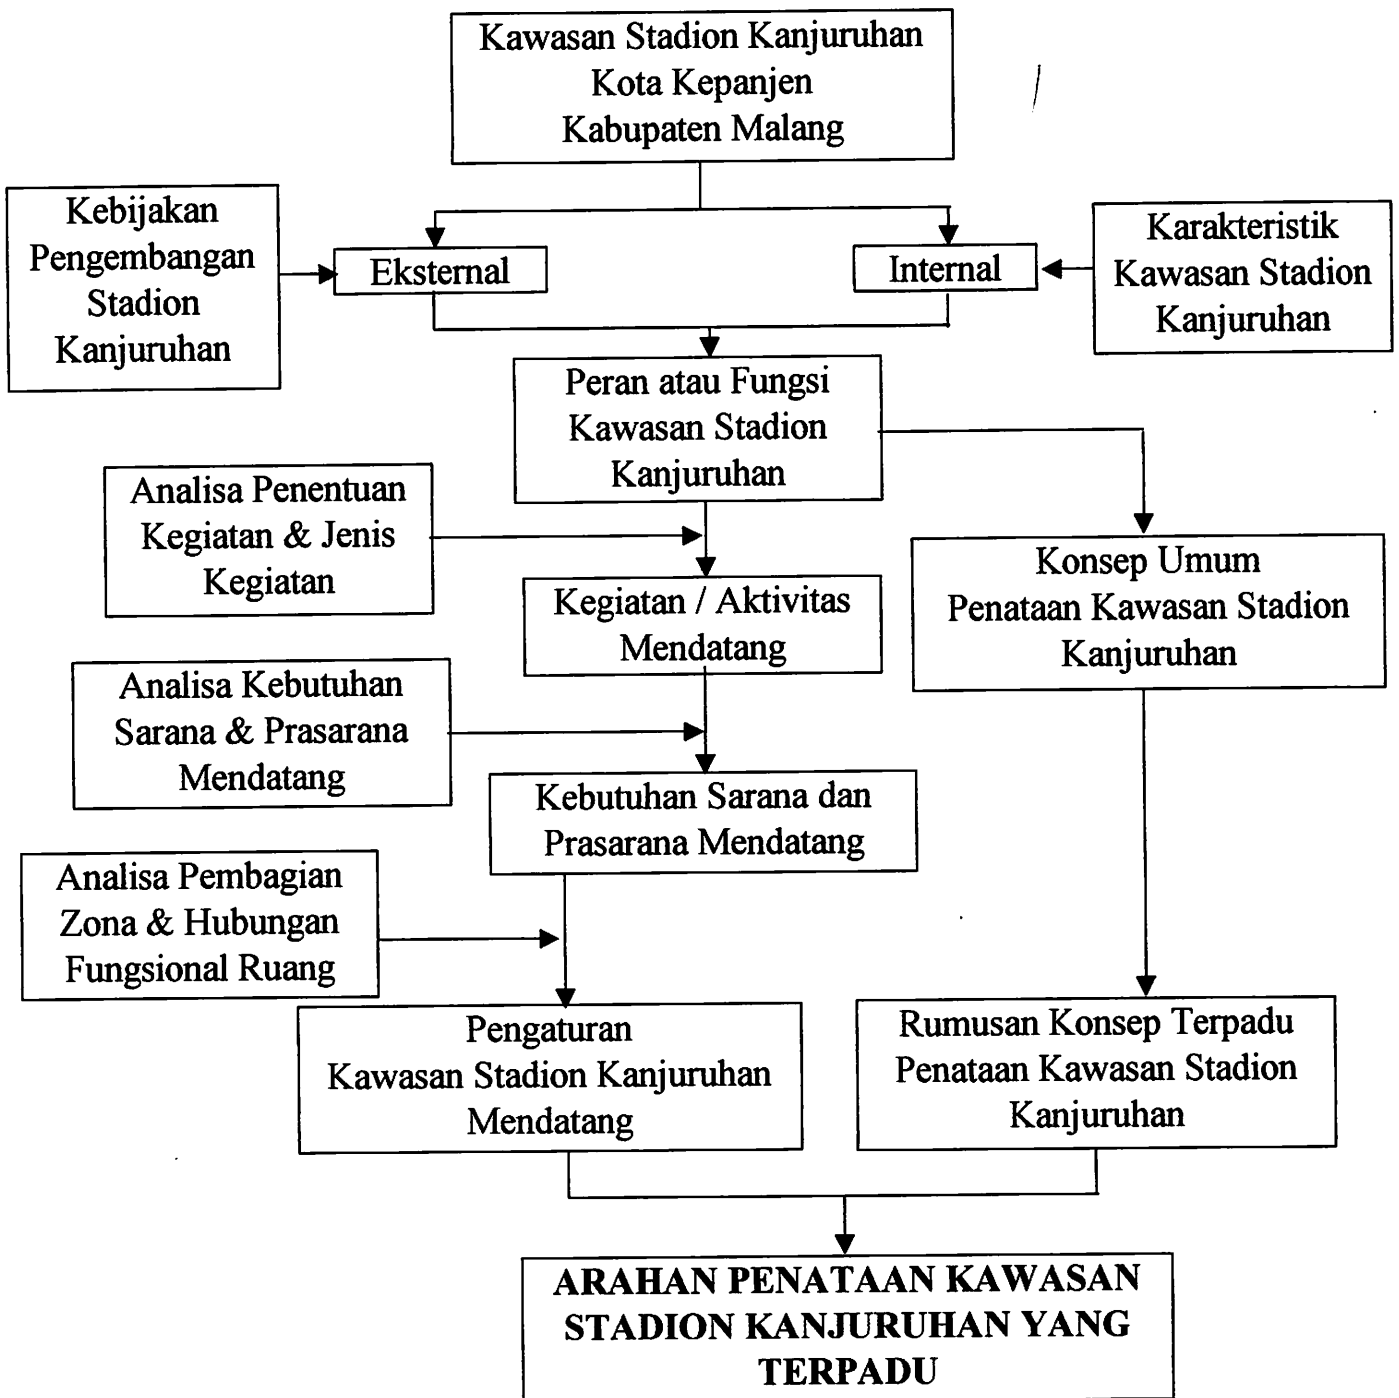 Kawasan Stadion Kanjuruhan
Kota Kepanjen
Kabupaten Malang
Kebijakan
Pengembangan
Stadion
Kanjuruhan
Eksternal
Internal
Karakteristik
Kawasan Stadion
Kanjuruhan
Peran atau Fungsi
Kawasan Stadion
Kanjuruhan
Analisa Penentuan
Kegiatan & Jenis
Kegiatan
Kegiatan / Aktivitas
Mendatang
Konsep Umum
Penataan Kawasan Stadion
Kanjuruhan
Analisa Kebutuhan
Sarana & Prasarana
Mendatang
Kebutuhan Sarana dan
Prasarana Mendatang
Analisa Pembagian
Zona & Hubungan
Fungsional Ruang
Pengaturan
Kawasan Stadion Kanjuruhan
Mendatang
Rumusan Konsep Terpadu
Penataan Kawasan Stadion
Kanjuruhan
ARAHAN PENATAAN KAWASAN
STADION KANJURUHAN YANG
TERPADU